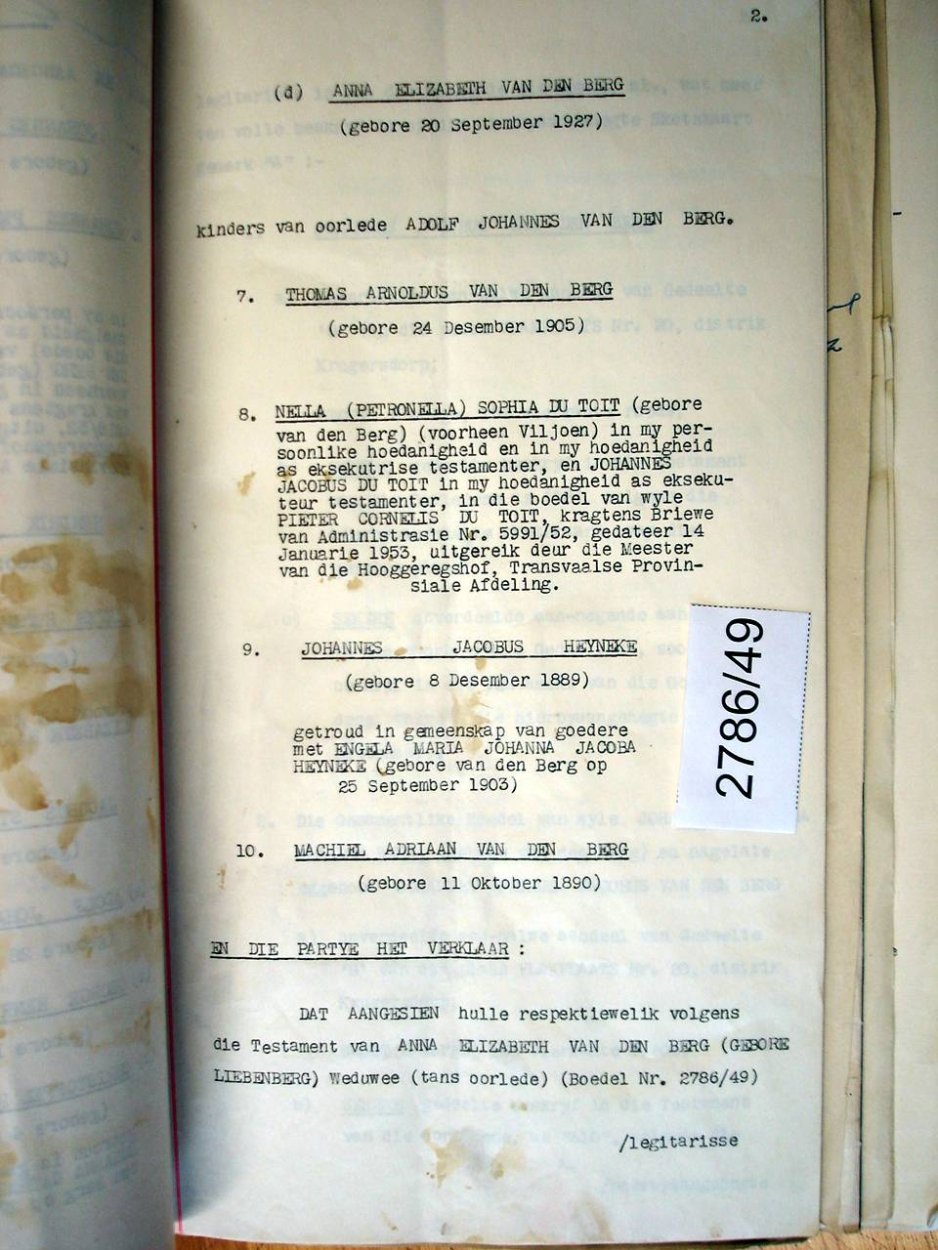 2.
(d) ANNA ELIZABETH VAN DEN BERG
(gebore 20 September 1927)
kinders van oorlede ADOLF JOHANNES VAN DEN BERG.
7. THOMAS ARNOLDUS VAN DEN BERG
(gebore 24 Desember 1905)
8. NELLA (PETRONELLA) SOPHIA DU TOIT (gebore
van den Berg) (voorheen Viljoen) in my per-
soonlike hoedanigheid en in my hoedanigheid
as eksekutrise testamenter, en JOHANNES
JACOBUS DU TOIT in my hoedanigheid as ekseku-
teur testamenter, in die boedel van wyle
PIETER CORNELIS DU TOIT, kragtens Briewe
van Administrasie Nr. 5991/52, gedateer 14
Januarie 1953, uitgereik deur die Meester
van die Hooggeregshof, Transvaalse Provin-
siale Afdeling.
9. JOHANNES JACOBUS HEYNEKE
(gebore 8 Desember 1889)
getroud in gemeenskap van goedere
met ENGELA MARIA JOHANNA JACOBA
HEYNEKE (gebore van den Berg op
25 September 1903)
2786/49
10. MACHIEL ADRIAAN VAN DEN BERG
(gebore 11 Oktober 1890)
EN DIE PARTYE HET VERKLAAR :
DAT AANGESIEN hulle respektiewelik volgens
die Testament van ANNA ELIZABETH VAN DEN BERG (GEBORE
LIEBENBERG) Weduwee (tans oorlede) (Boedel Nr. 2786/49)
/legitarisse